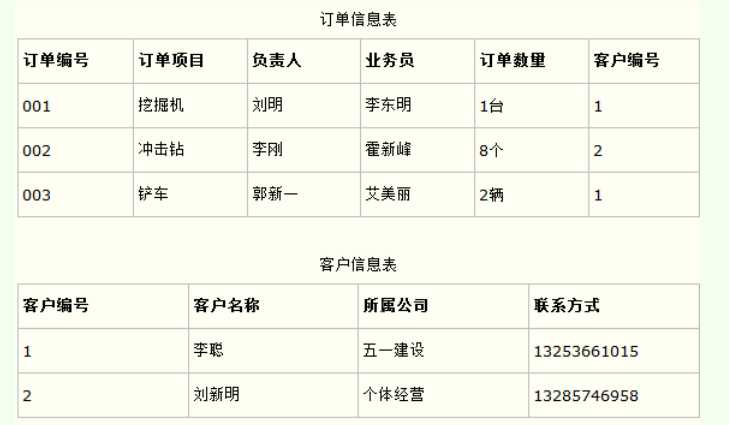 订单信息表
订单编号 订单项目 负责人 业务员 订单数量 客户编号
001 挖掘机 刘明 李东明 1台 1
002 冲击钻 李刚 霍新峰 8个 2
003 铲车 郭新一 艾美丽 2辆 1
客户信息表
客户编号 客户名称 所属公司 联系方式
1 李聪 五一建设 13253661015
2 刘新明 个体经营 13285746958